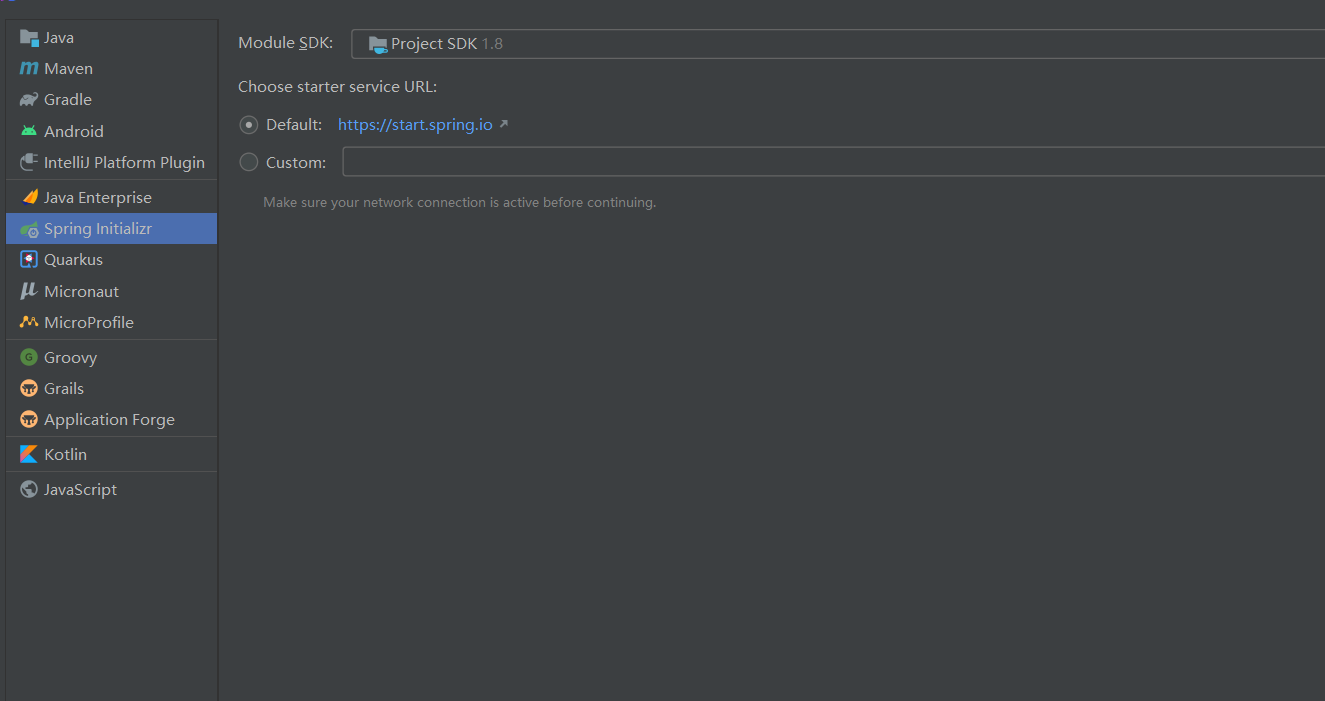 Java
Maven
Gradle
Android
IntelliJ Platform Plugin
Java Enterprise
Spring Initializr
Quarkus
Micronaut
MicroProfile
Groovy
Grails
Application Forge
Kotlin
JavaScript
Module SDK: Project SDK 1.8
Choose starter service URL:
Default: https://start.spring.io
Custom:
Make sure your network connection is active before continuing.